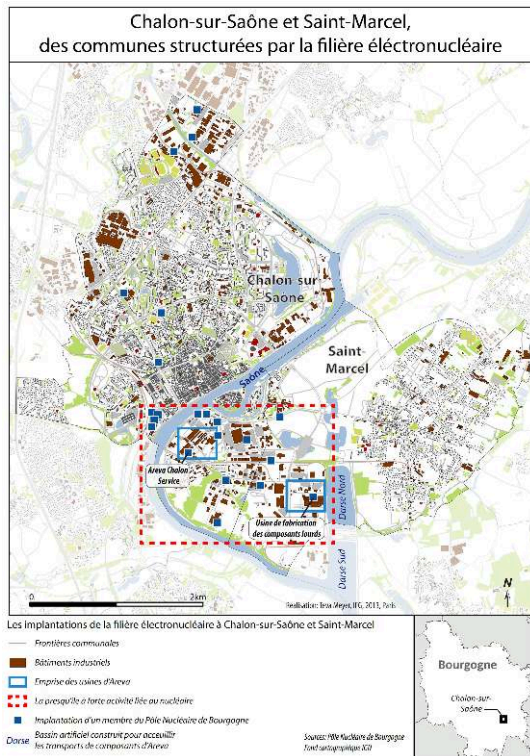 Chalon-sur-Saône et Saint-Marcel,
des communes structurées par la filière éléctronucléaire
Chalon sur
Saône
Saint-
Marcel
Saône
Areva Chalon
Service
Usine de fabrication
des composants lourds
Darse Nord
Darse Sud
0
2km
N
Réalisation: Teva Meyer, IFG, 2013, Paris
Les implantations de la filière électronucléaire à Chalon-sur-Saône et Saint-Marcel
Frontières communales
Bâtiments industriels
Emprise des usines d'Areva
La presqu'île à forte activité liée au nucléaire
Implantation d'un membre du Pôle Nucléaire de Bourgogne
Darse Bassin artificiel construit pour acceuillir
les transports de composants d'Areva
Sources: Pôle Nucléaire de Bourgogne
Fond cartographique IGN
Bourgogne
Chalon-sur-
Saône